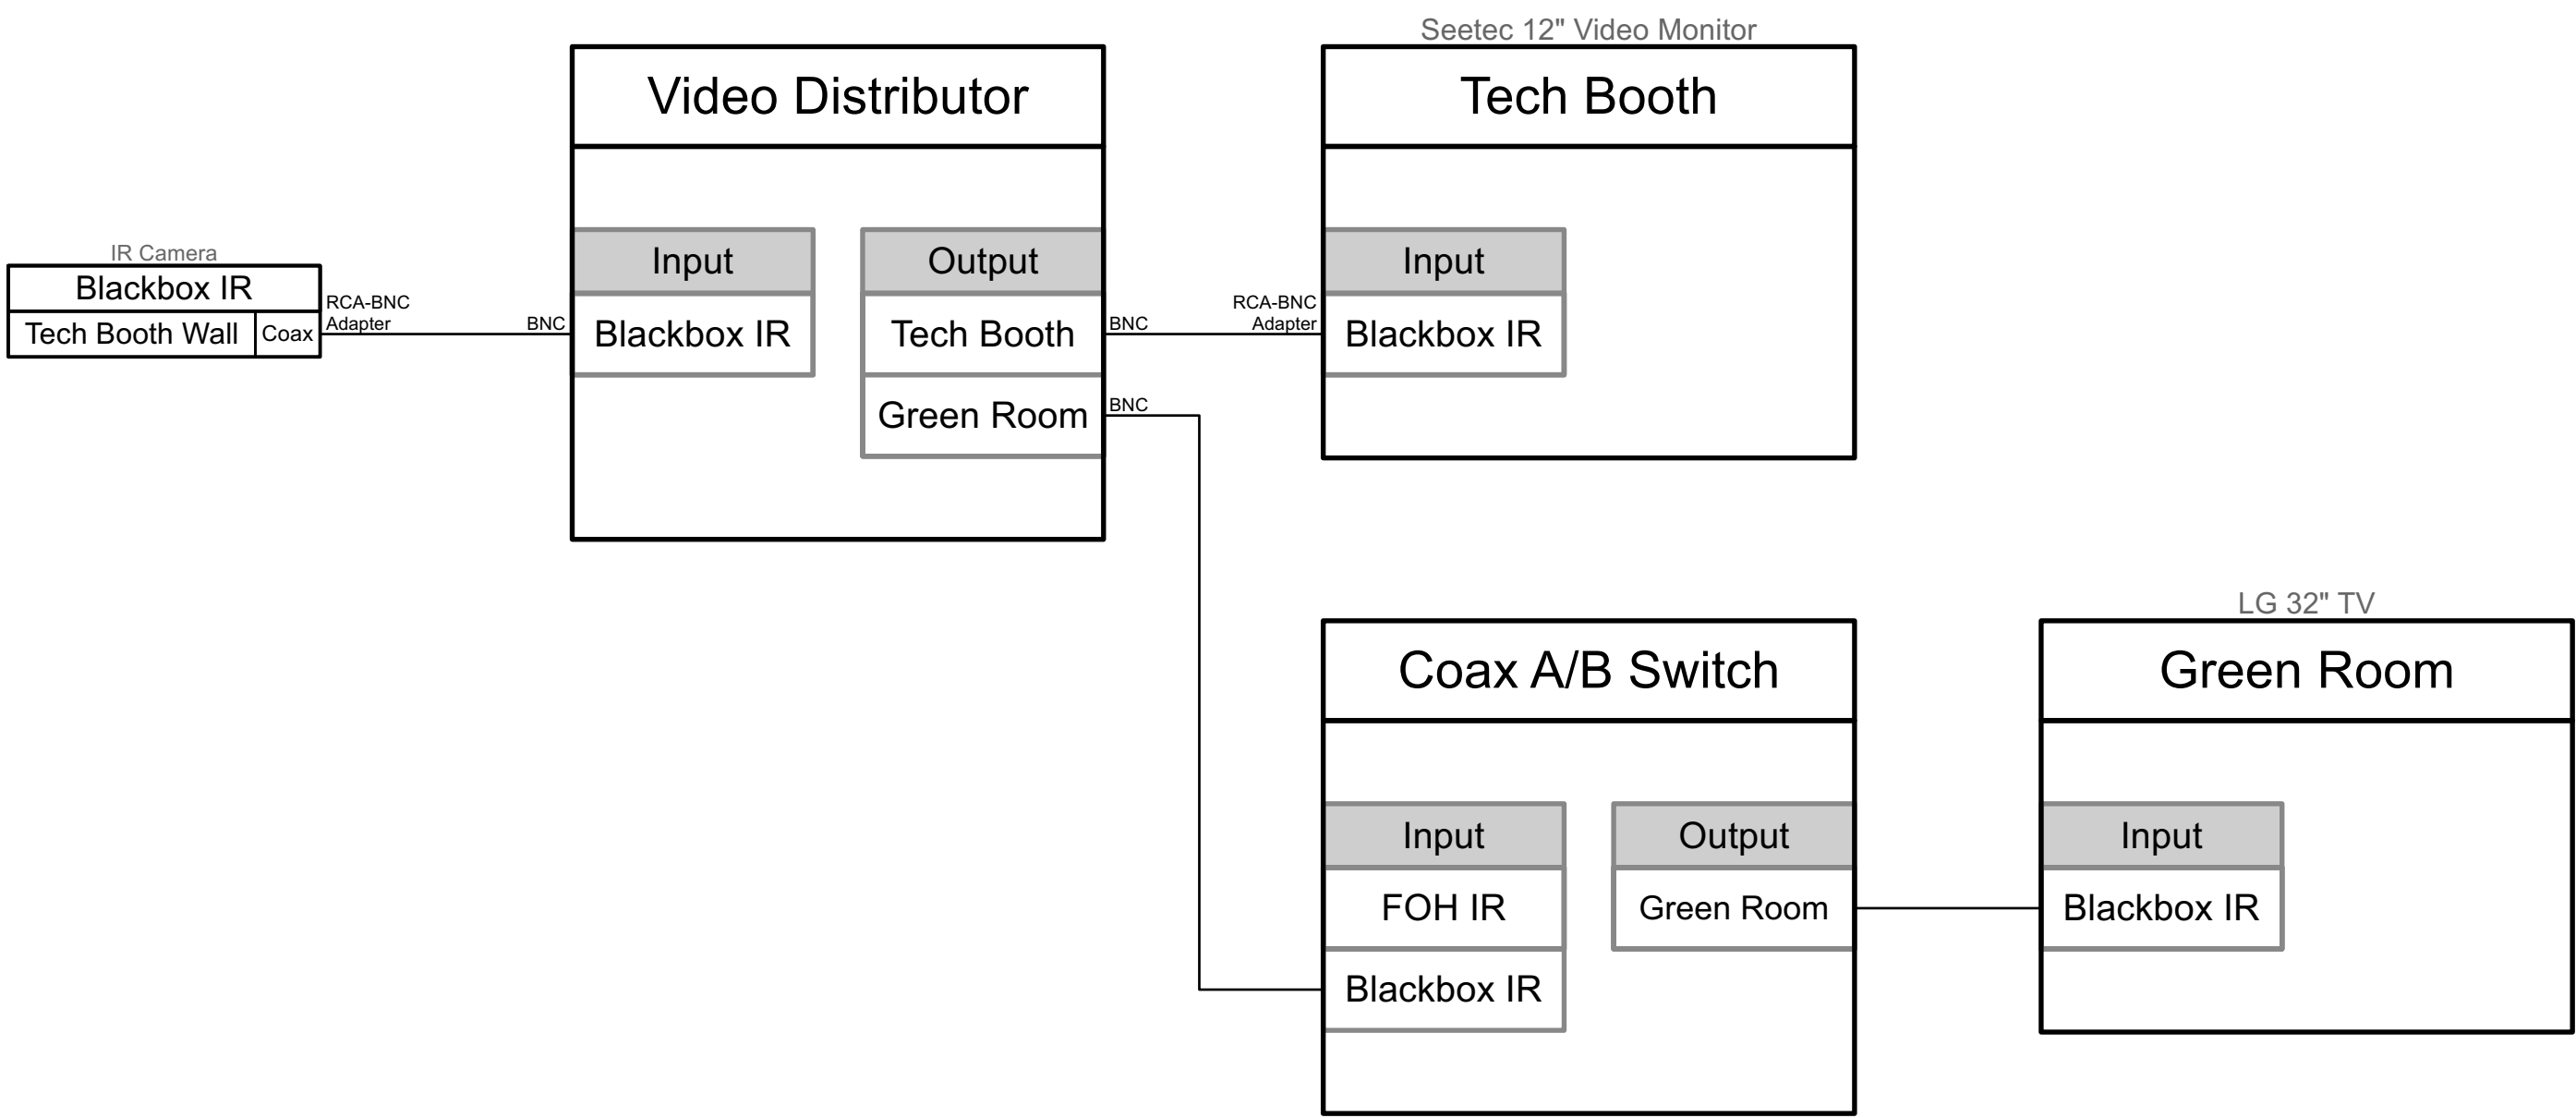 Seetec 12" Video Monitor
Video Distributor
Tech Booth
IR Camera
Blackbox IR
Tech Booth Wall
Coax
RCA-BNC
Adapter
BNC
Input
Blackbox IR
Output
Tech Booth
Green Room
BNC
BNC
RCA-BNC
Adapter
Input
Blackbox IR
LG 32" TV
Coax A/B Switch
Green Room
Input
FOH IR
Blackbox IR
Output
Green Room
Input
Blackbox IR